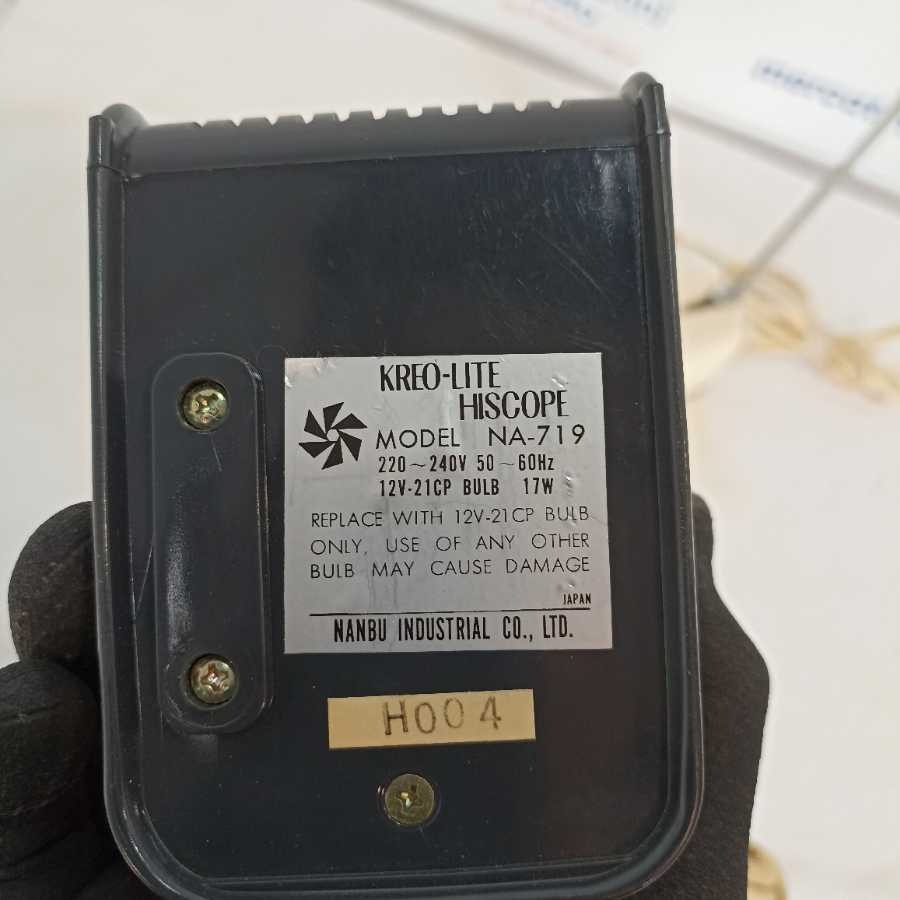 KREO-LITE
HISCOPE
MODEL NA-719
220~240V 50~60Hz
12V-21CP BULB 17W
REPLACE WITH 12V-21CP BULB
ONLY, USE OF ANY OTHER
BULB MAY CAUSE DAMAGE
JAPAN
NANBU INDUSTRIAL CO., LTD.
H004